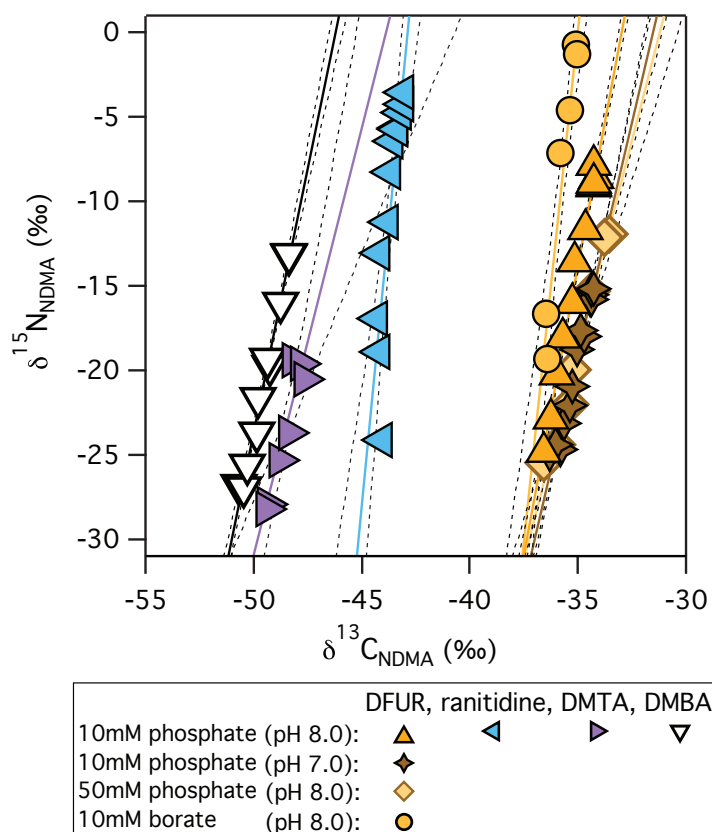 0
-5
-10
-15
-20
-25
-30
δ15NNDMA (‰)
-55 -50 -45 -40 -35 -30
δ13CNDMA (‰)
DFUR, ranitidine, DMTA, DMBA
10mM phosphate (pH 8.0):
10mM phosphate (pH 7.0):
50mM phosphate (pH 8.0):
10mM borate (pH 8.0):